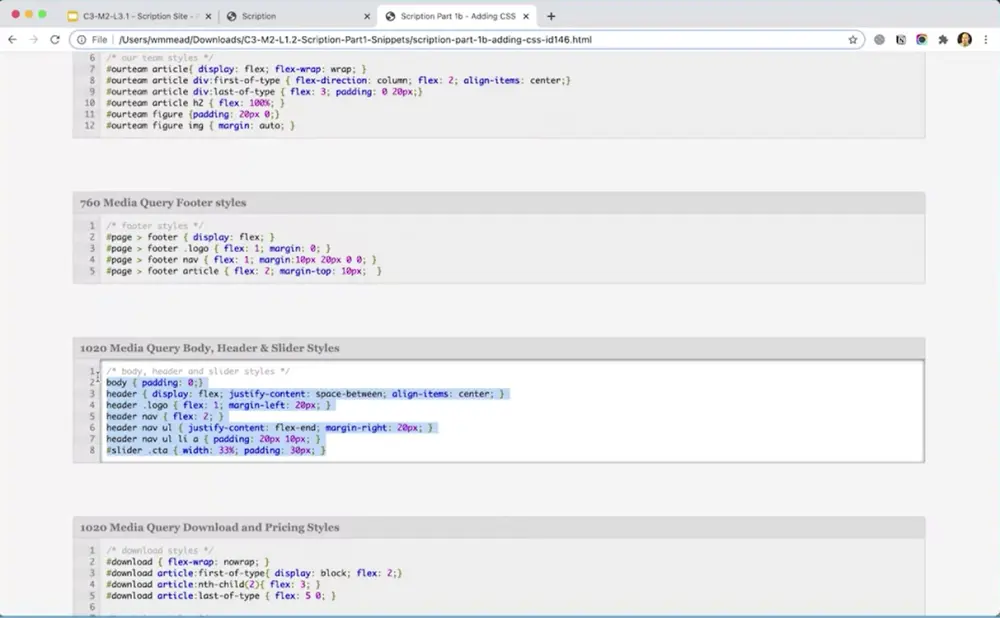 C3-M2-L3.1 - Scription Site -
Scription
Scription Part 1b - Adding CSS
File | /Users/wmmead/Downloads/C3-M2-L1.2-Scription-Part1-Snippets/scription-part-1b-adding-css-id146.html
6 /* our team styles */
7 #ourteam article{ display: flex; flex-wrap: wrap; }
8 #ourteam article div:first-of-type { flex-direction: column; flex: 2; align-items: center;}
9 #ourteam article div:last-of-type { flex: 3; padding: 0 20px;}
10 #ourteam article h2 { flex: 100%; }
11 #ourteam figure {padding: 20px 0;}
12 #ourteam figure img { margin: auto; }
760 Media Query Footer styles
1 /* footer styles */
2 #page > footer { display: flex; }
3 #page > footer .logo { flex: 1; margin: 0; }
4 #page > footer nav { flex: 1; margin:10px 20px 0 0; }
5 #page > footer article { flex: 2; margin-top: 10px; }
1020 Media Query Body, Header & Slider Styles
1 /* body, header and slider styles */
2 body { padding: 0;}
3 header { display: flex; justify-content: space-between; align-items: center; }
4 header .logo { flex: 1; margin-left: 20px; }
5 header nav { flex: 2; }
6 header nav ul { justify-content: flex-end; margin-right: 20px; }
7 header nav ul li a { padding: 20px 10px; }
8 #slider .cta { width: 33%; padding: 30px; }
1020 Media Query Download and Pricing Styles
1 /* download styles */
2 #download { flex-wrap: nowrap; }
3 #download article:first-of-type{ display: block; flex: 2;}
4 #download article:nth-child(2){ flex: 3; }
5 #download article:last-of-type { flex: 5 0; }
6